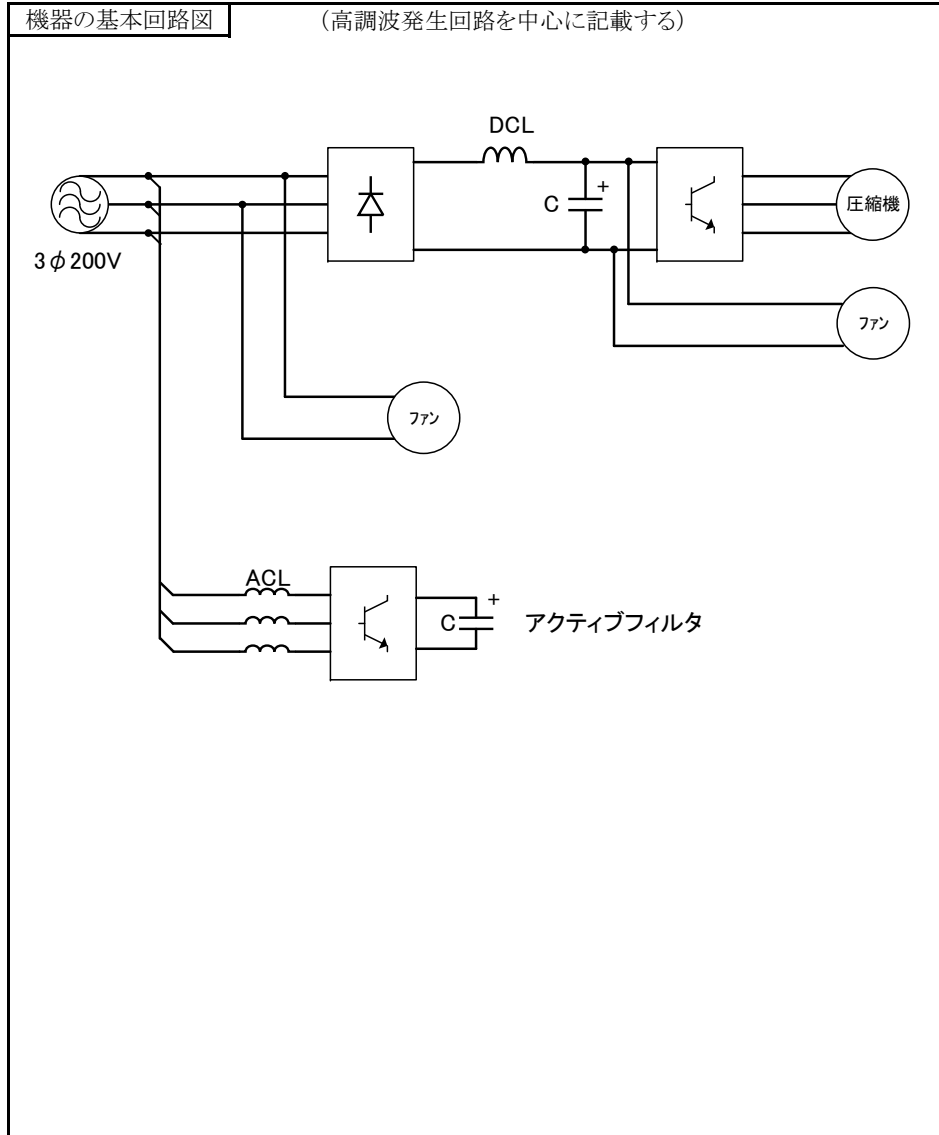 機器の基本回路図 (高調波発生回路を中心に記載する)
DCL
C +
圧縮機
3φ200V
ファン
ファン
ACL
C + アクティブフィルタ